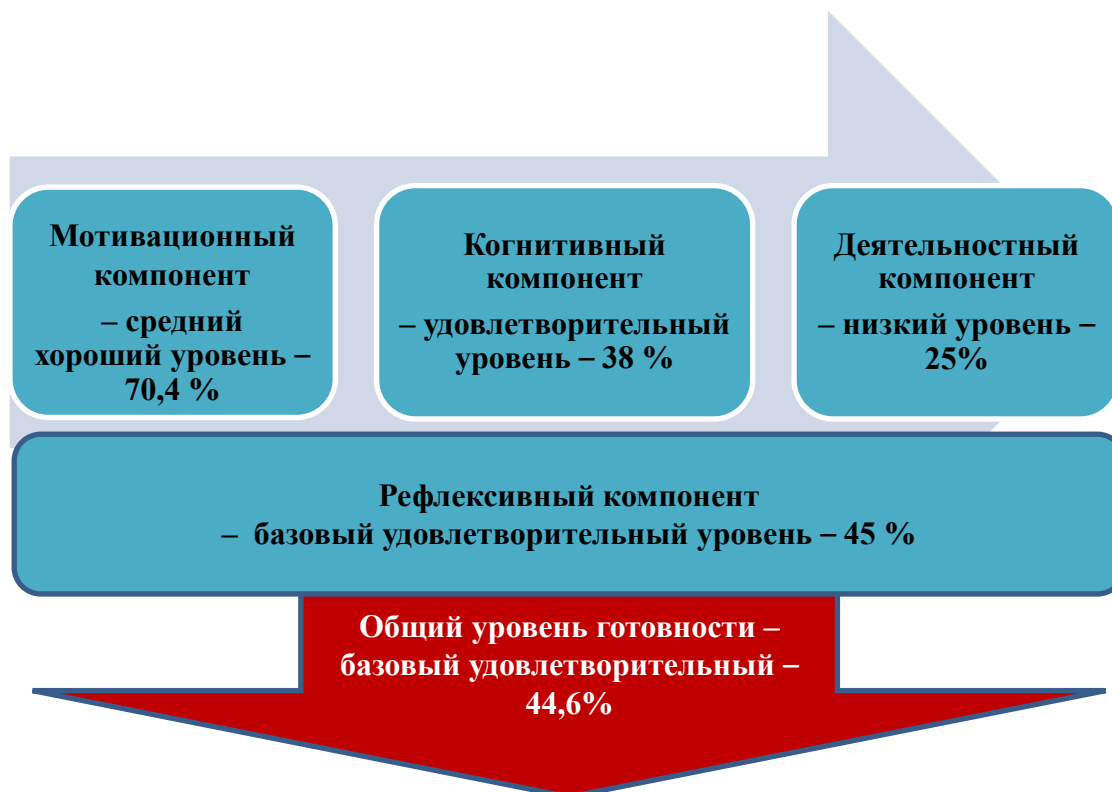 Мотивационный
компонент
– средний
хороший уровень –
70,4 %
Когнитивный
компонент
– удовлетворительный
уровень – 38 %
Деятельностный
компонент
– низкий уровень –
25%
Рефлексивный компонент
– базовый удовлетворительный уровень – 45 %
Общий уровень готовности –
базовый удовлетворительный –
44,6%